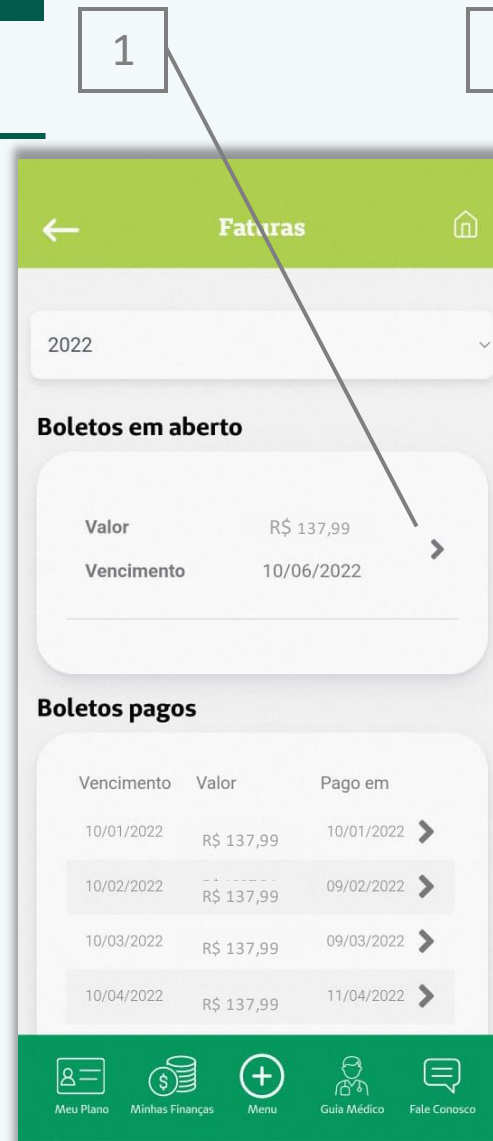 1
Faturas
2022
Boletos em aberto
Valor R$ 137,99
Vencimento 10/06/2022
Boletos pagos
Vencimento Valor Pago em
10/01/2022 R$ 137,99 10/01/2022
10/02/2022 R$ 137,99 09/02/2022
10/03/2022 R$ 137,99 09/03/2022
10/04/2022 R$ 137,99 11/04/2022
Meu Plano Minhas Finanças Menu Guia Médico Fale Conosco